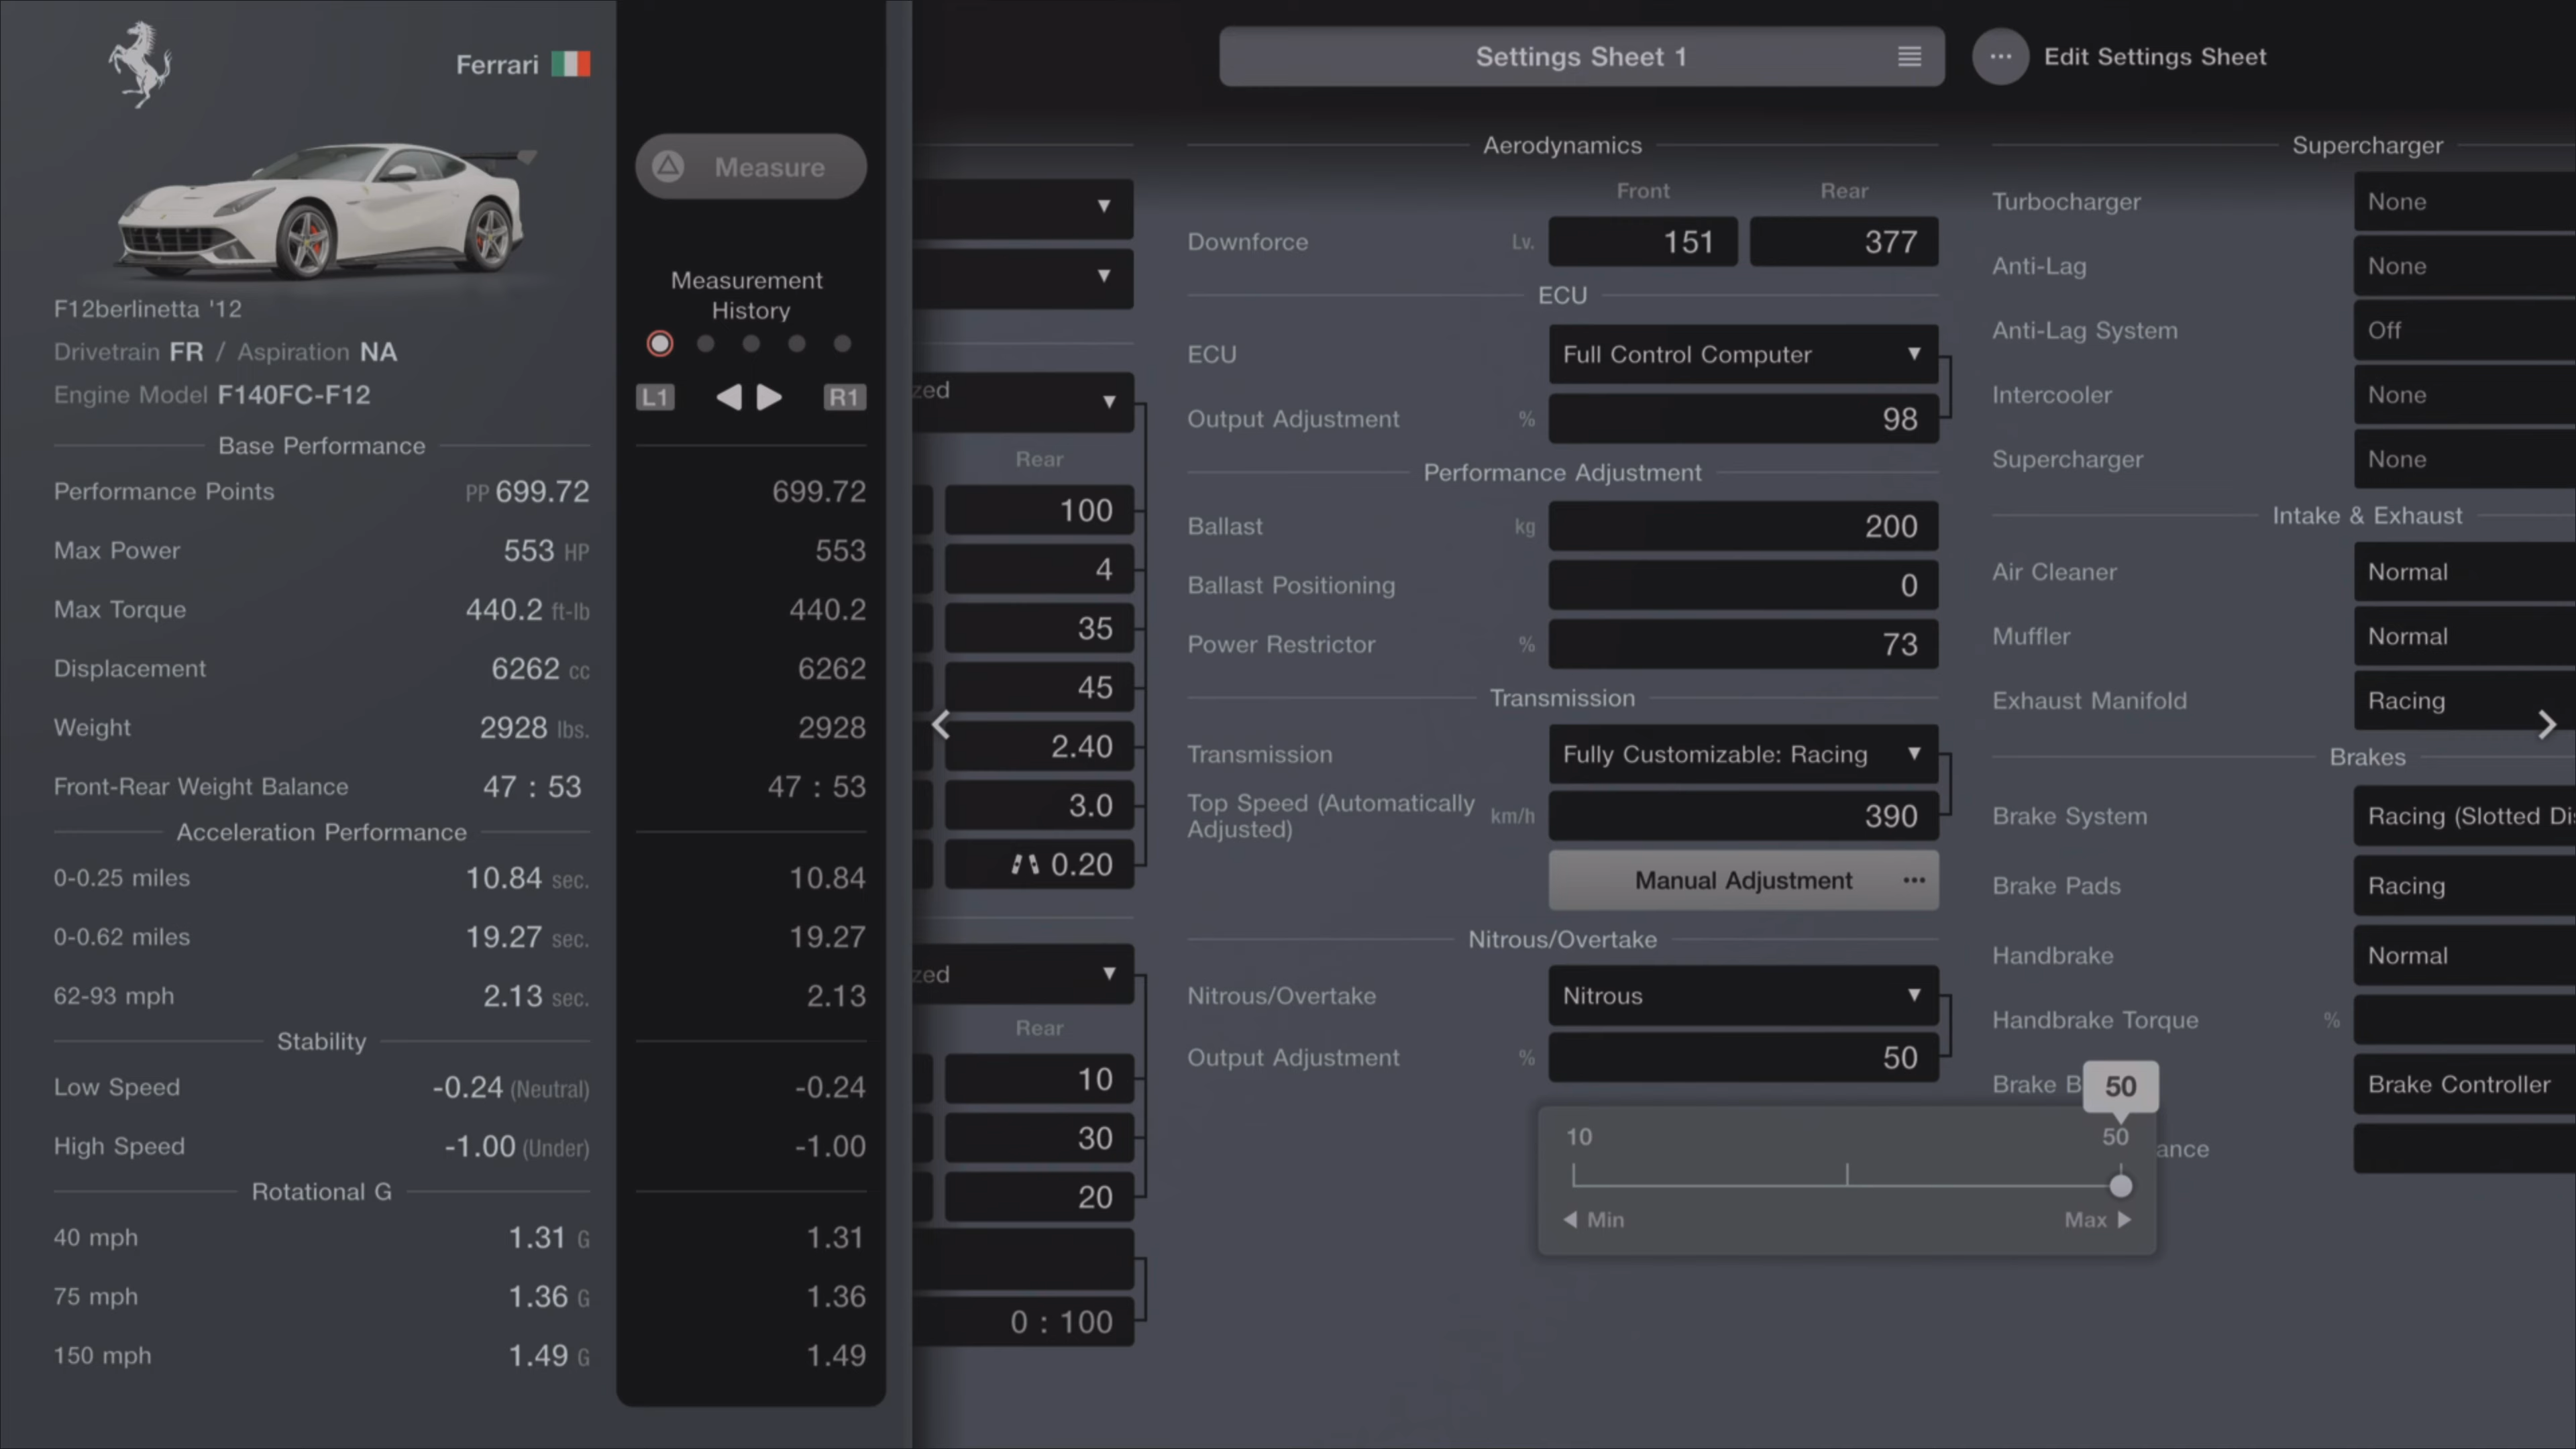 Ferrari
F12berlinetta '12
Drivetrain FR / Aspiration NA
Engine Model F140FC-F12
Base Performance
Performance Points PP 699.72
Max Power 553 HP
Max Torque 440.2 ft-lb
Displacement 6262 cc
Weight 2928 lbs.
Front-Rear Weight Balance 47 : 53
Acceleration Performance
0-0.25 miles 10.84 sec.
0-0.62 miles 19.27 sec.
62-93 mph 2.13 sec.
Stability
Low Speed -0.24 (Neutral)
High Speed -1.00 (Under)
Rotational G
40 mph 1.31 G
75 mph 1.36 G
150 mph 1.49 G
Measure
Measurement
History
L1 R1
699.72
553
440.2
6262
2928
47 : 53
10.84
19.27
2.13
-0.24
-1.00
1.31
1.36
1.49
zed
Rear
100
4
35
45
2.40
3.0
0.20
zed
Rear
10
30
20
0 : 100
Settings Sheet 1
... Edit Settings Sheet
Aerodynamics
Front Rear
Downforce Lv. 151 377
ECU
ECU Full Control Computer
Output Adjustment % 98
Performance Adjustment
Ballast kg 200
Ballast Positioning 0
Power Restrictor % 73
Transmission
Transmission Fully Customizable: Racing
Top Speed (Automatically
Adjusted) km/h 390
Manual Adjustment ...
Nitrous/Overtake
Nitrous/Overtake Nitrous
Output Adjustment % 50
50
10 50
Min Max
Supercharger
Turbocharger None
Anti-Lag None
Anti-Lag System Off
Intercooler None
Supercharger None
Intake & Exhaust
Air Cleaner Normal
Muffler Normal
Exhaust Manifold Racing
Brakes
Brake System Racing (Slotted Di
Brake Pads Racing
Handbrake Normal
Handbrake Torque %
Brake B Brake Controller
ance